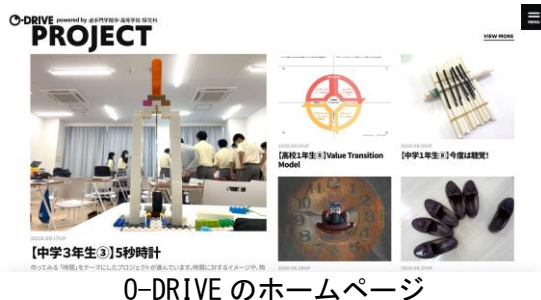 O-DRIVE powered by 追手門学院中・高等学校 探究科
MENU
PROJECT
VIEW MORE
【中学3年生③】5秒時計
【高校1年生⑧】Value Transition
Model
【中学1年生⑧】今度は聴覚!
O-DRIVEのホームページ